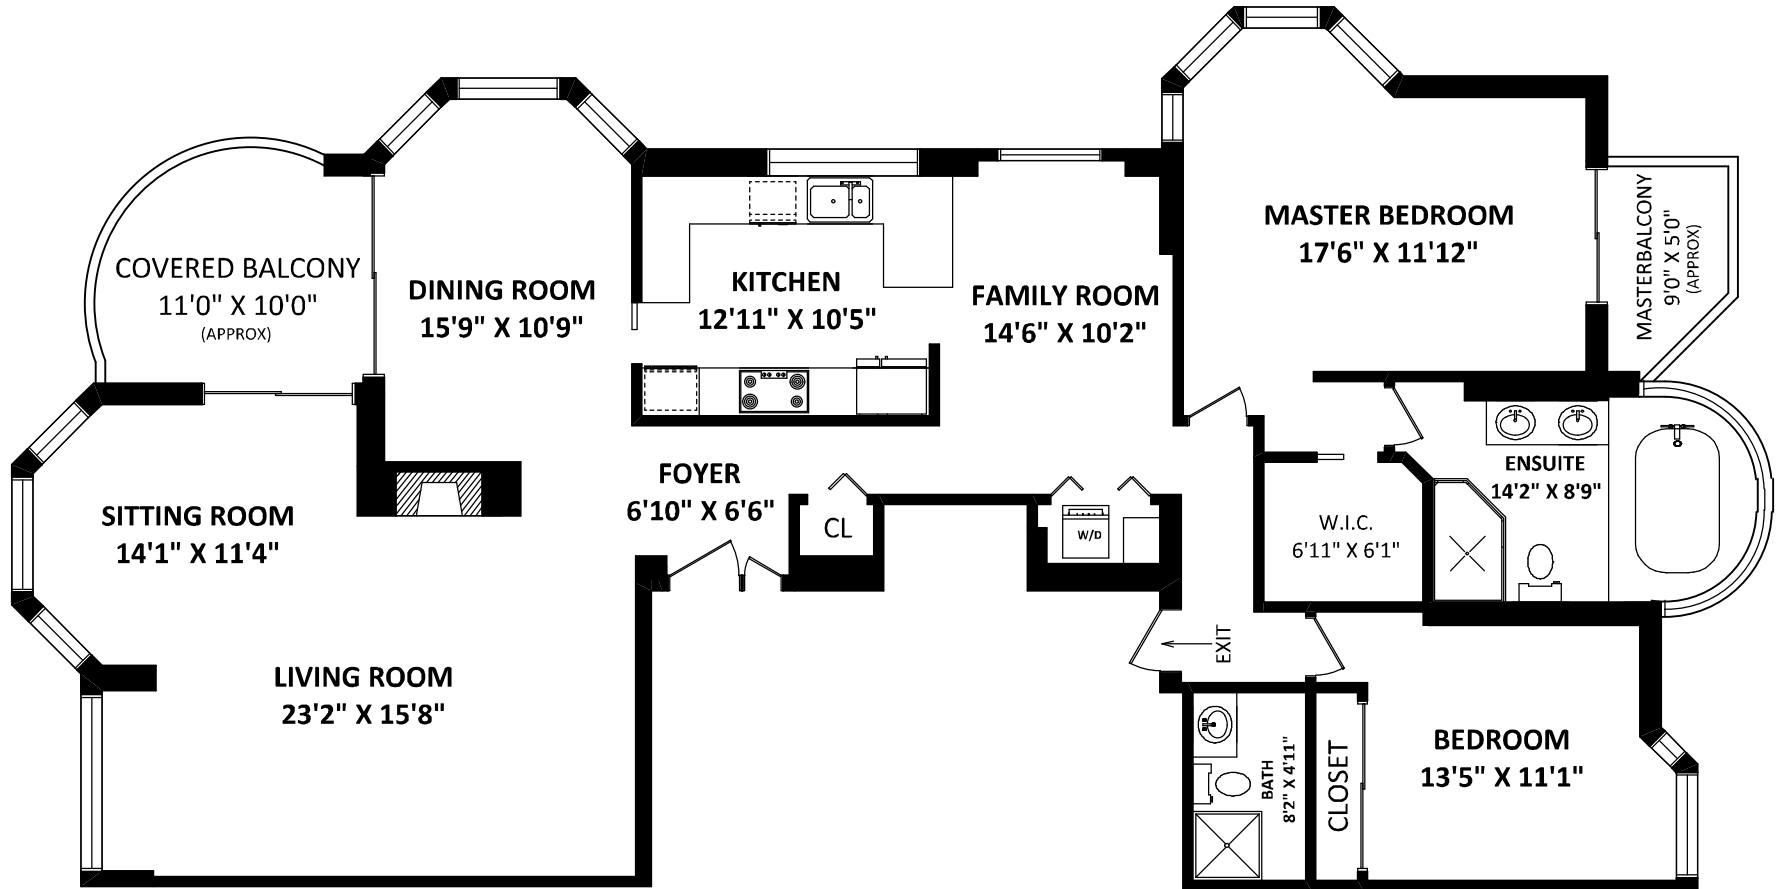 COVERED BALCONY
11'0" X 10'0"
(APPROX)
DINING ROOM
15'9" X 10'9"
KITCHEN
12'11" X 10'5"
FAMILY ROOM
14'6" X 10'2"
MASTER BEDROOM
17'6" X 11'12"
MASTERBALCONY
9'0" X 5'0"
(APPROX)
SITTING ROOM
14'1" X 11'4"
FOYER
6'10" X 6'6"
CL
W/D
W.I.C.
6'11" X 6'1"
ENSUITE
14'2" X 8'9"
LIVING ROOM
23'2" X 15'8"
EXIT
BATH
8'2" X 4'11"
CLOSET
BEDROOM
13'5" X 11'1"